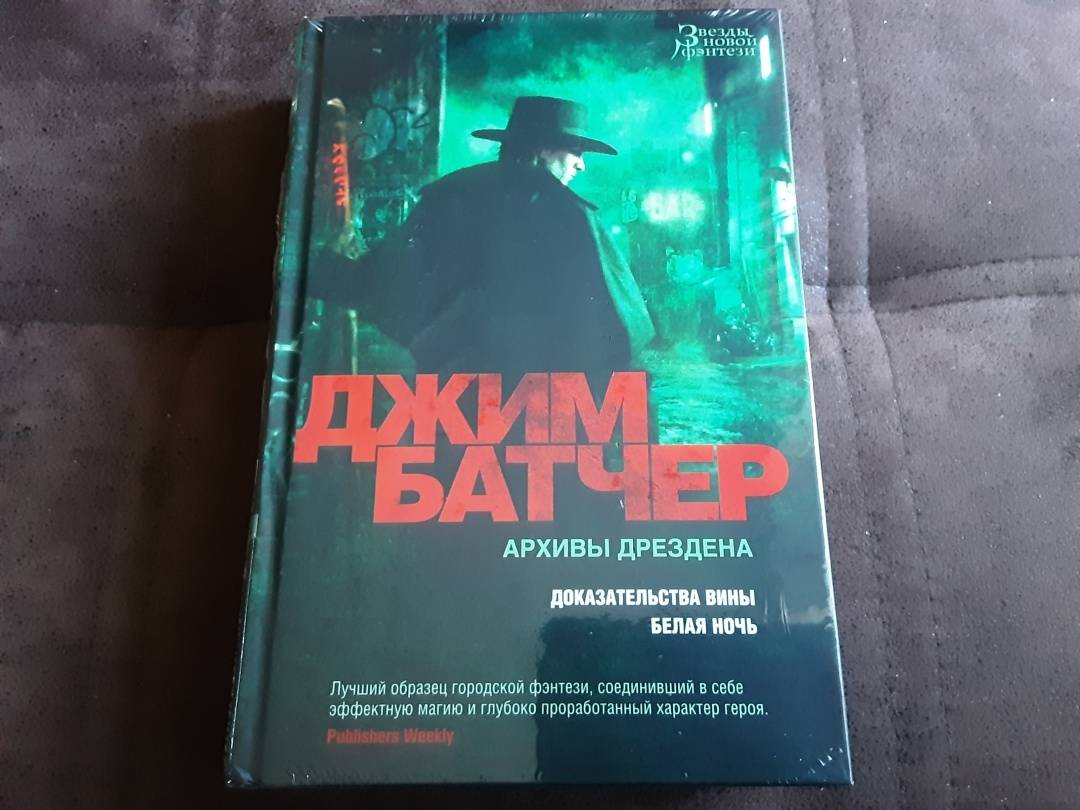 Звезды
новой
фэнтези
BAR
ДЖИМ
БАТЧЕР
АРХИВЫ ДРЕЗДЕНА
ДОКАЗАТЕЛЬСТВА ВИНЫ
БЕЛАЯ НОЧЬ
Лучший образец городской фэнтези, соединивший в себе
эффектную магию и глубоко проработанный характер героя.
Publishers Weekly